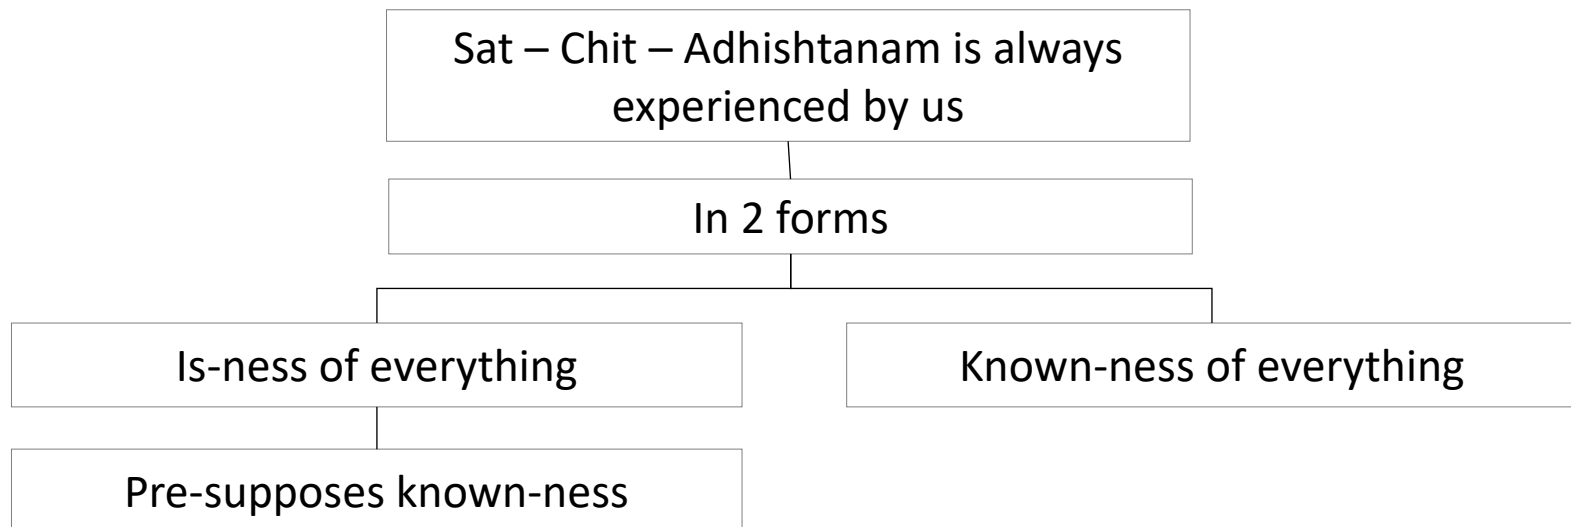 Sat – Chit – Adhishtanam is always
experienced by us
In 2 forms
Is-ness of everything
Known-ness of everything
Pre-supposes known-ness